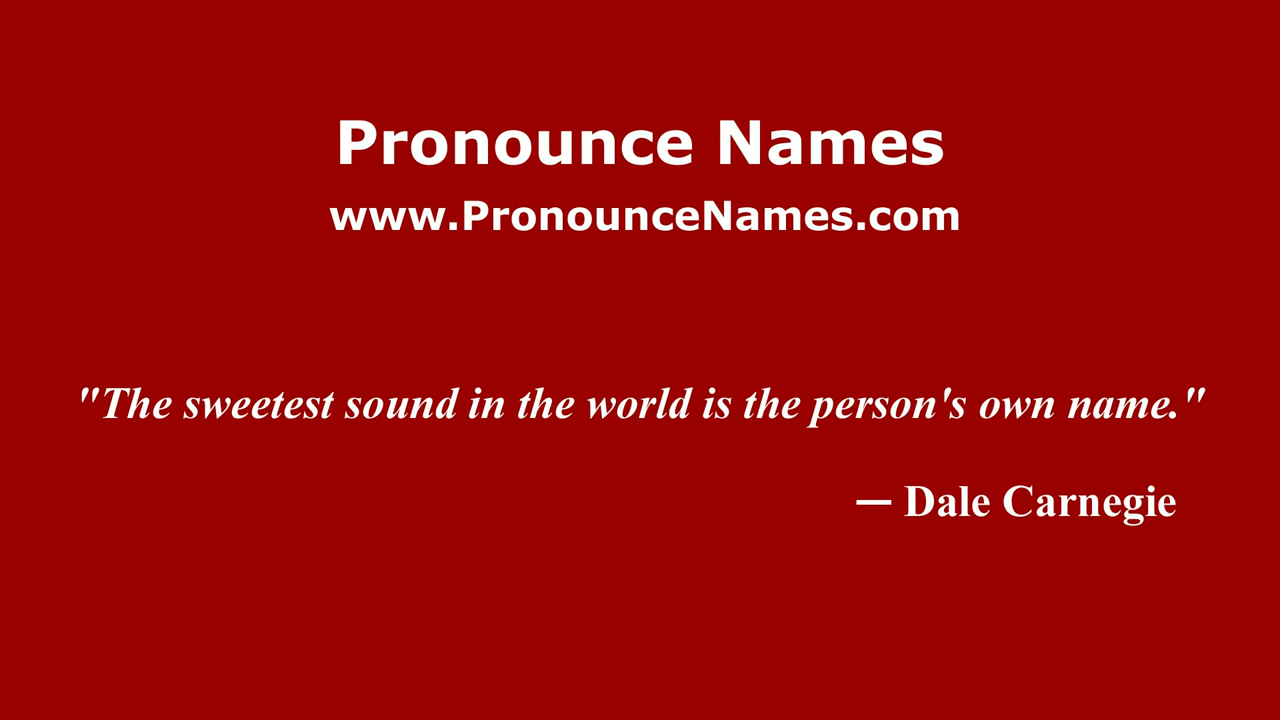 Pronounce Names
www.PronounceNames.com
"The sweetest sound in the world is the person's own name."
— Dale Carnegie